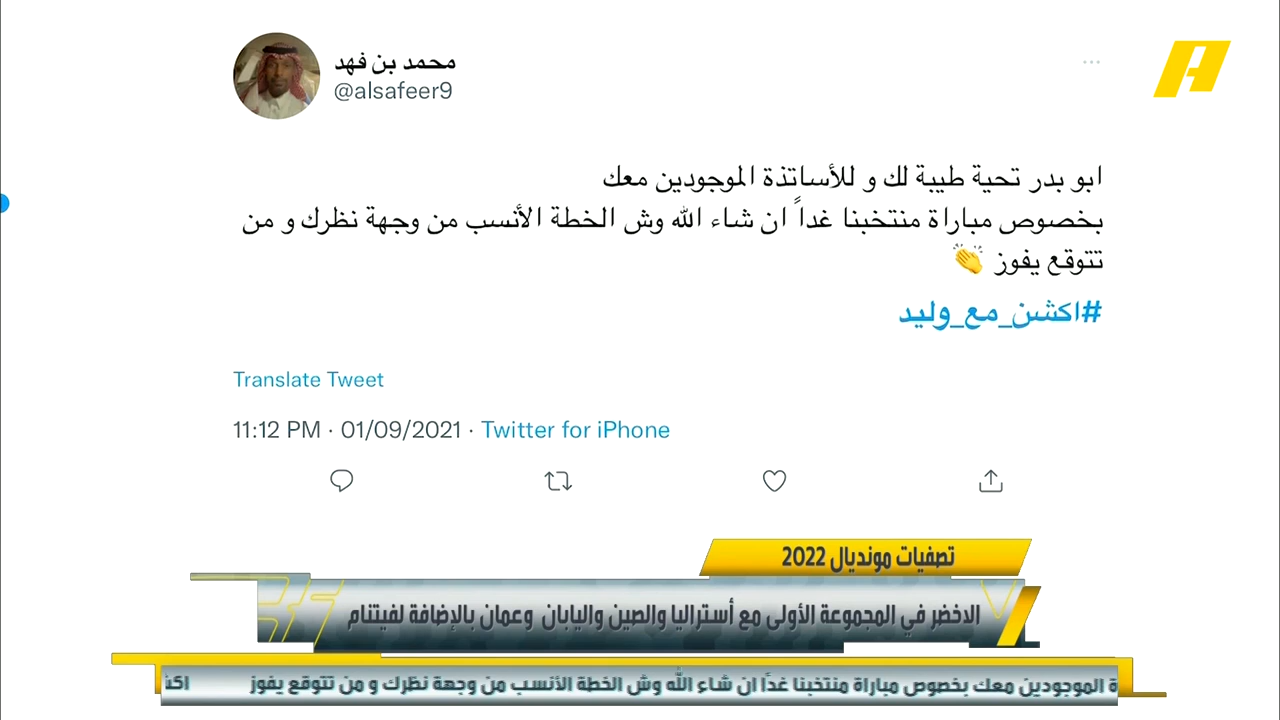 محمد بن فهد
@alsafeer9
ابو بدر تحية طيبة لك و للأساتذة الموجودين معك
بخصوص مباراة منتخبنا غداً ان شاء الله وش الخطة الأنسب من وجهة نظرك و من
تتوقع يفوز 👏
#اكشن_مع_وليد
Translate Tweet
11:12 PM · 01/09/2021 · Twitter for iPhone
تصفيات مونديال 2022
الاخضر في المجموعة الأولى مع أستراليا والصين واليابان وعمان بالإضافة لفيتنام
ة الموجودين معك بخصوص مباراة منتخبنا غدًا ان شاء الله وش الخطة الأنسب من وجهة نظرك و من تتوقع يفوز اكش